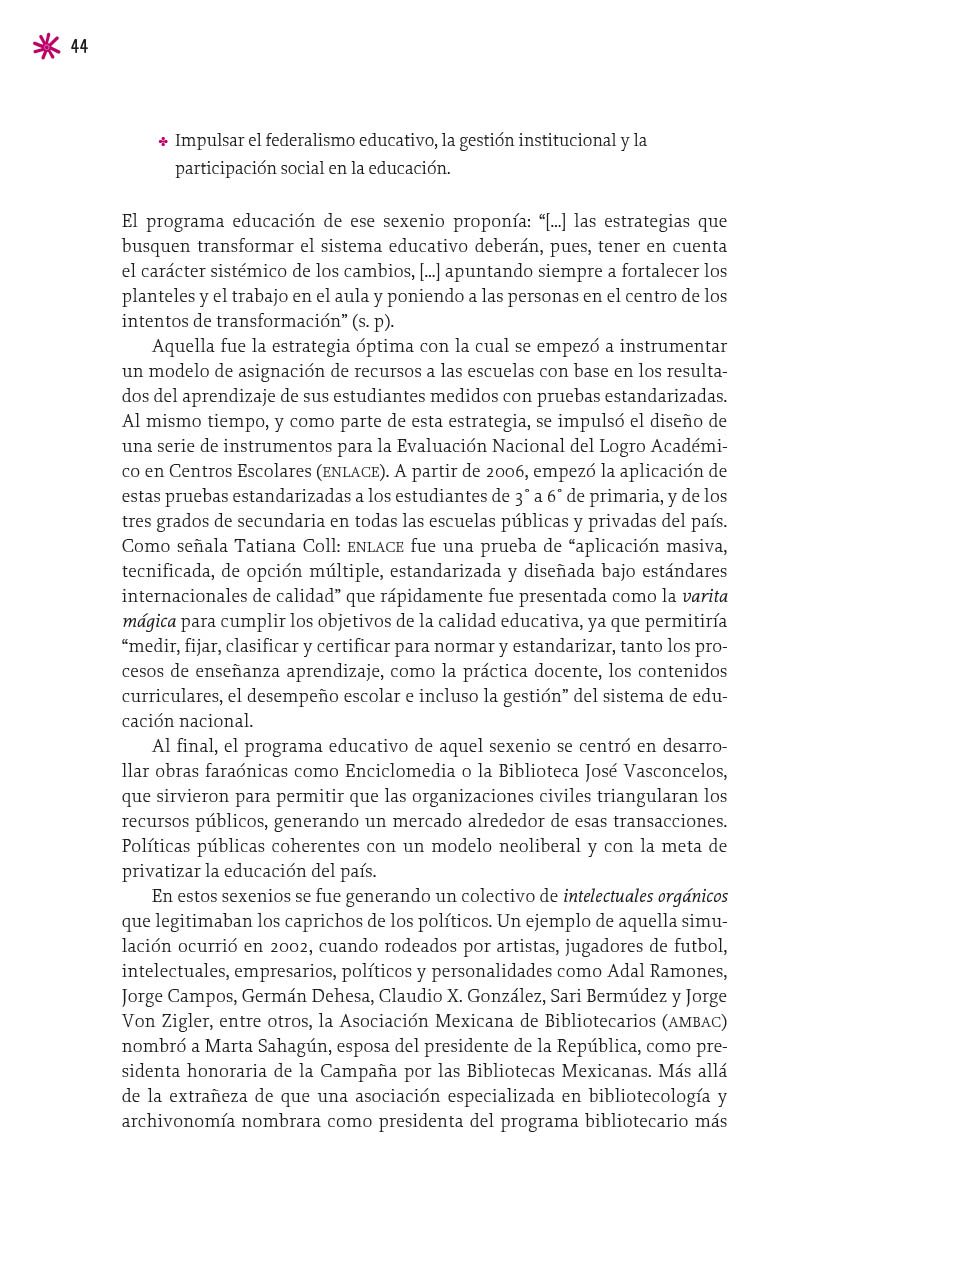 44
✤ Impulsar el federalismo educativo, la gestión institucional y la
participación social en la educación.
El programa educación de ese sexenio proponía: “[...] las estrategias que
busquen transformar el sistema educativo deberán, pues, tener en cuenta
el carácter sistémico de los cambios, [...] apuntando siempre a fortalecer los
planteles y el trabajo en el aula y poniendo a las personas en el centro de los
intentos de transformación” (s. p).
Aquella fue la estrategia óptima con la cual se empezó a instrumentar
un modelo de asignación de recursos a las escuelas con base en los resulta-
dos del aprendizaje de sus estudiantes medidos con pruebas estandarizadas.
Al mismo tiempo, y como parte de esta estrategia, se impulsó el diseño de
una serie de instrumentos para la Evaluación Nacional del Logro Académi-
co en Centros Escolares (ENLACE). A partir de 2006, empezó la aplicación de
estas pruebas estandarizadas a los estudiantes de 3° a 6° de primaria, y de los
tres grados de secundaria en todas las escuelas públicas y privadas del país.
Como señala Tatiana Coll: ENLACE fue una prueba de “aplicación masiva,
tecnificada, de opción múltiple, estandarizada y diseñada bajo estándares
internacionales de calidad” que rápidamente fue presentada como la varita
mágica para cumplir los objetivos de la calidad educativa, ya que permitiría
“medir, fijar, clasificar y certificar para normar y estandarizar, tanto los pro-
cesos de enseñanza aprendizaje, como la práctica docente, los contenidos
curriculares, el desempeño escolar e incluso la gestión” del sistema de edu-
cación nacional.
Al final, el programa educativo de aquel sexenio se centró en desarro-
llar obras faraónicas como Enciclomedia o la Biblioteca José Vasconcelos,
que sirvieron para permitir que las organizaciones civiles triangularan los
recursos públicos, generando un mercado alrededor de esas transacciones.
Políticas públicas coherentes con un modelo neoliberal y con la meta de
privatizar la educación del país.
En estos sexenios se fue generando un colectivo de intelectuales orgánicos
que legitimaban los caprichos de los políticos. Un ejemplo de aquella simu-
lación ocurrió en 2002, cuando rodeados por artistas, jugadores de futbol,
intelectuales, empresarios, políticos y personalidades como Adal Ramones,
Jorge Campos, Germán Dehesa, Claudio X. González, Sari Bermúdez y Jorge
Von Zigler, entre otros, la Asociación Mexicana de Bibliotecarios (AMBAC)
nombró a Marta Sahagún, esposa del presidente de la República, como pre-
sidenta honoraria de la Campaña por las Bibliotecas Mexicanas. Más allá
de la extrañeza de que una asociación especializada en bibliotecología y
archivonomía nombrara como presidenta del programa bibliotecario más